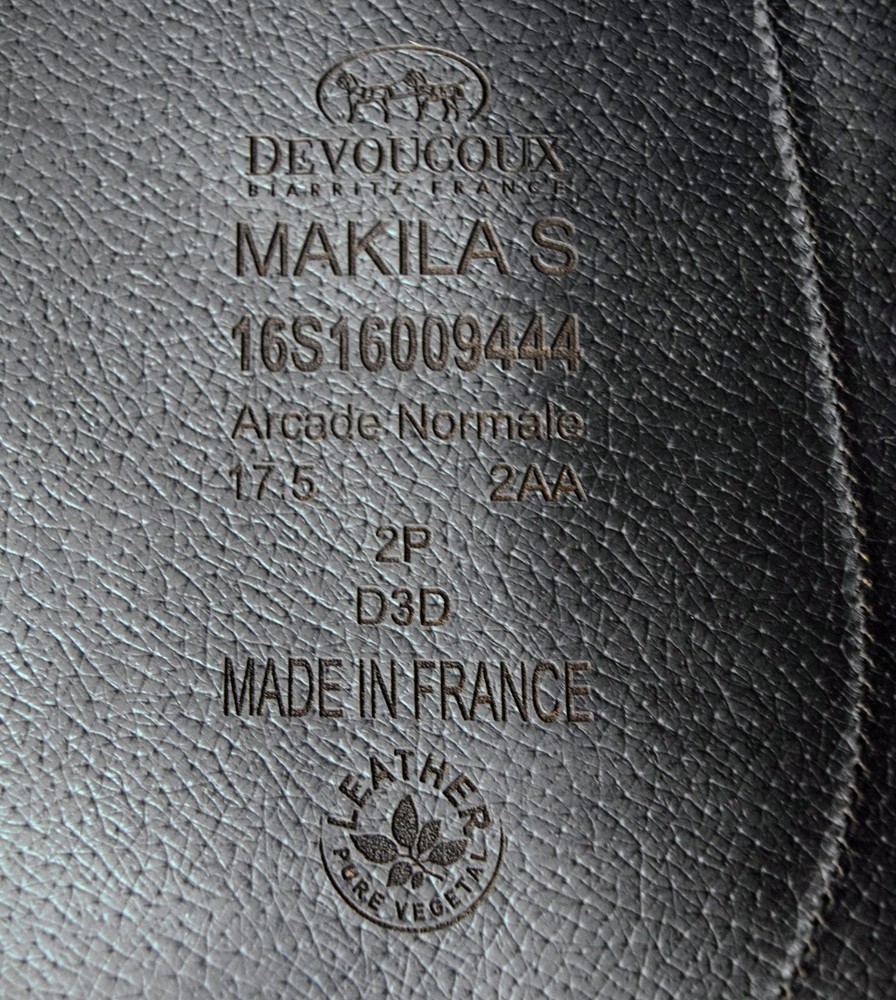 DEVOUCOUX
BIARRITZ-FRANCE
MAKILA S
16S16009444
Arcade Normale
17.5 2AA
2P
D3D
MADE IN FRANCE
LEATHER
PURE VEGETAL